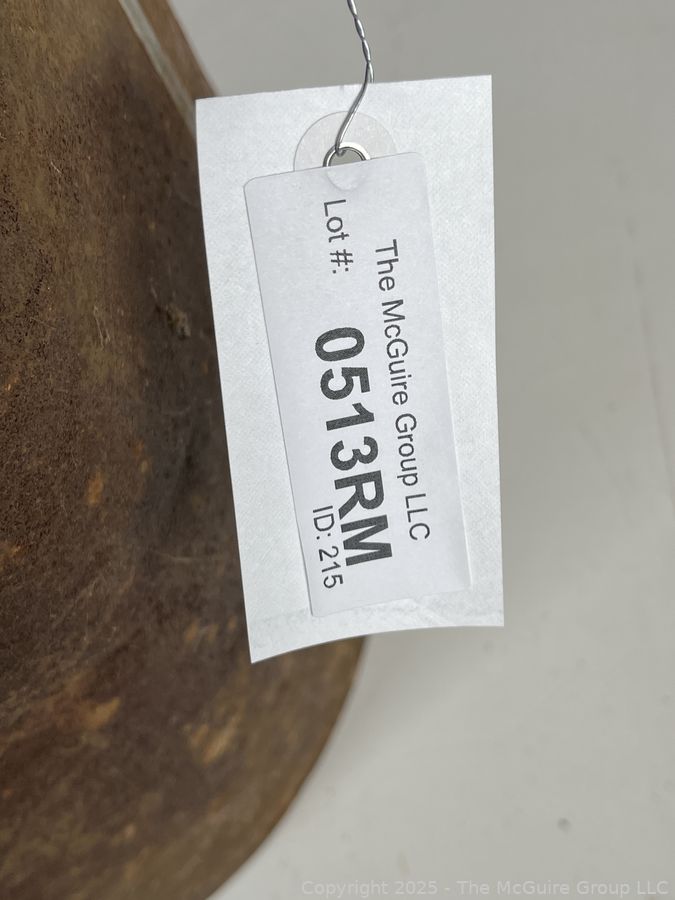 The McGuire Group LLC
Lot #:
0513RM
ID: 215
Copyright 2025 - The McGuire Group LLC